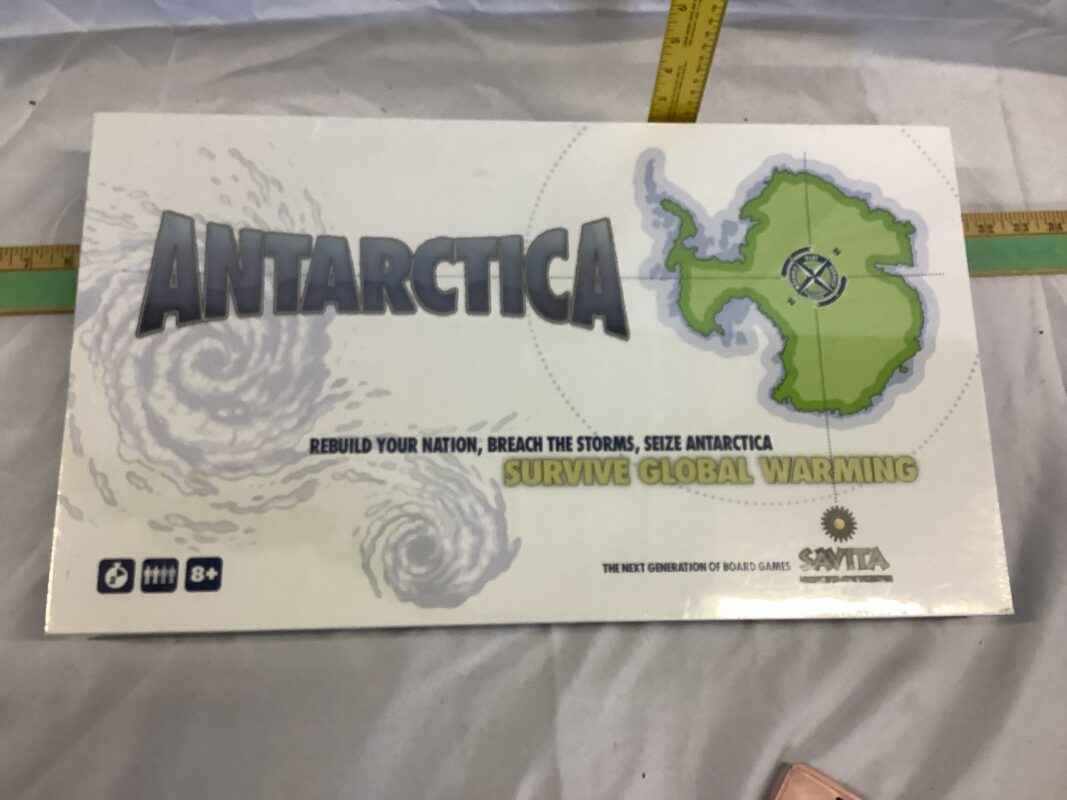 ANTARCTICA
REBUILD YOUR NATION, BREACH THE STORMS, SEIZE ANTARCTICA
SURVIVE GLOBAL WARMING
8+
THE NEXT GENERATION OF BOARD GAMES
SAVITA